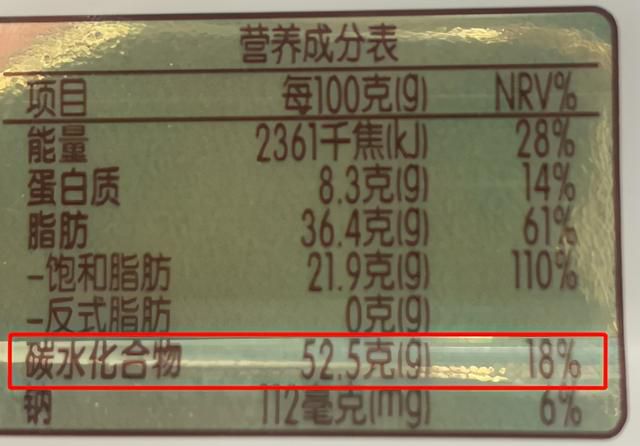 营养成分表
项目 每100克(g) NRV%
能量 2361千焦(kJ) 28%
蛋白质 8.3克(g) 14%
脂肪 36.4克(g) 61%
-饱和脂肪 21.9克(g) 110%
-反式脂肪 0克(g)
碳水化合物 52.5克(g) 18%
钠 112毫克(mg) 6%